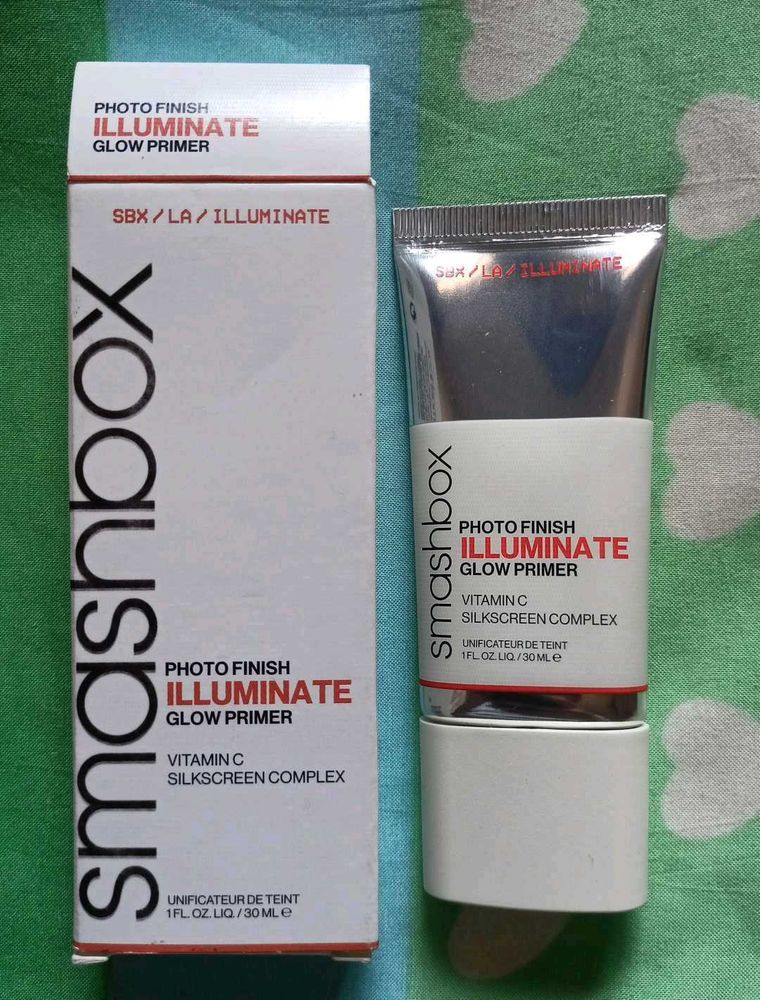 PHOTO FINISH
ILLUMINATE
GLOW PRIMER
SBX/LA/ILLUMINATE
smashbox
PHOTO FINISH
ILLUMINATE
GLOW PRIMER
VITAMIN C
SILKSCREEN COMPLEX
UNIFICATEUR DE TEINT
1 FL. OZ. LIQ. / 30 ML ℮
SBX/LA/ILLUMINATE
smashbox
PHOTO FINISH
ILLUMINATE
GLOW PRIMER
VITAMIN C
SILKSCREEN COMPLEX
UNIFICATEUR DE TEINT
1 FL. OZ. LIQ. / 30 ML ℮